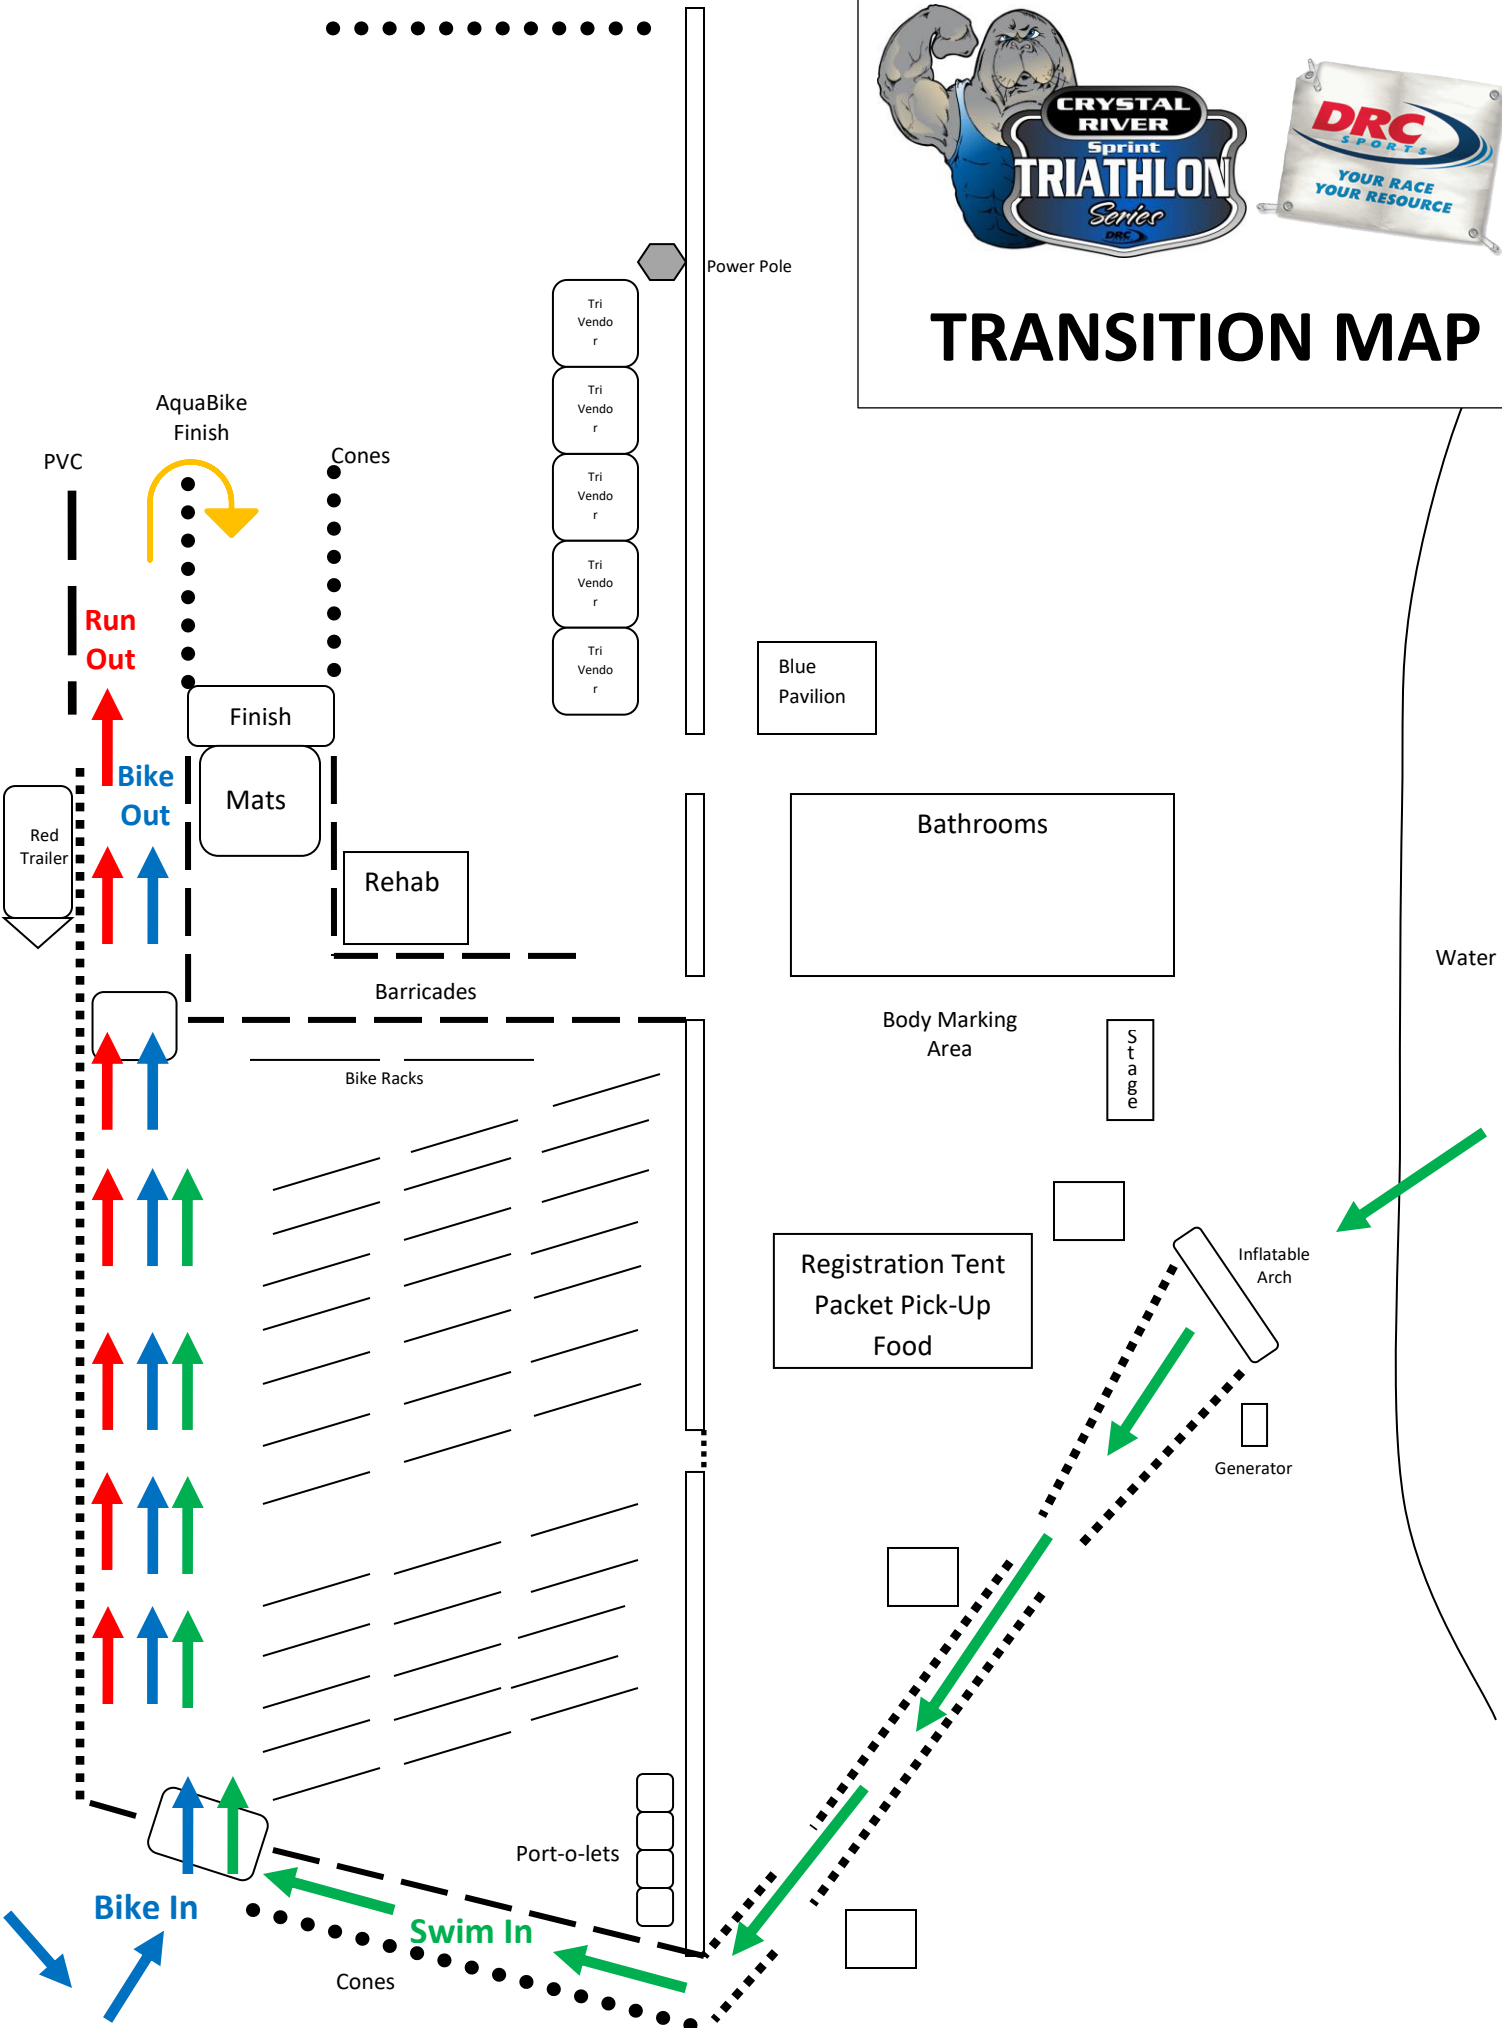 CRYSTAL
RIVER
Sprint
TRIATHLON
Series
DRC
DRC
SPORTS
YOUR RACE
YOUR RESOURCE
TRANSITION MAP
Power Pole
Tri
Vendo
r
Tri
Vendo
r
Tri
Vendo
r
Tri
Vendo
r
Tri
Vendo
r
AquaBike
Finish
PVC
Cones
Run
Out
Finish
Blue
Pavilion
Bike
Out
Mats
Red
Trailer
Rehab
Bathrooms
Water
Barricades
Body Marking
Area
Stage
Bike Racks
Registration Tent
Packet Pick-Up
Food
Inflatable
Arch
Generator
Port-o-lets
Bike In
Swim In
Cones